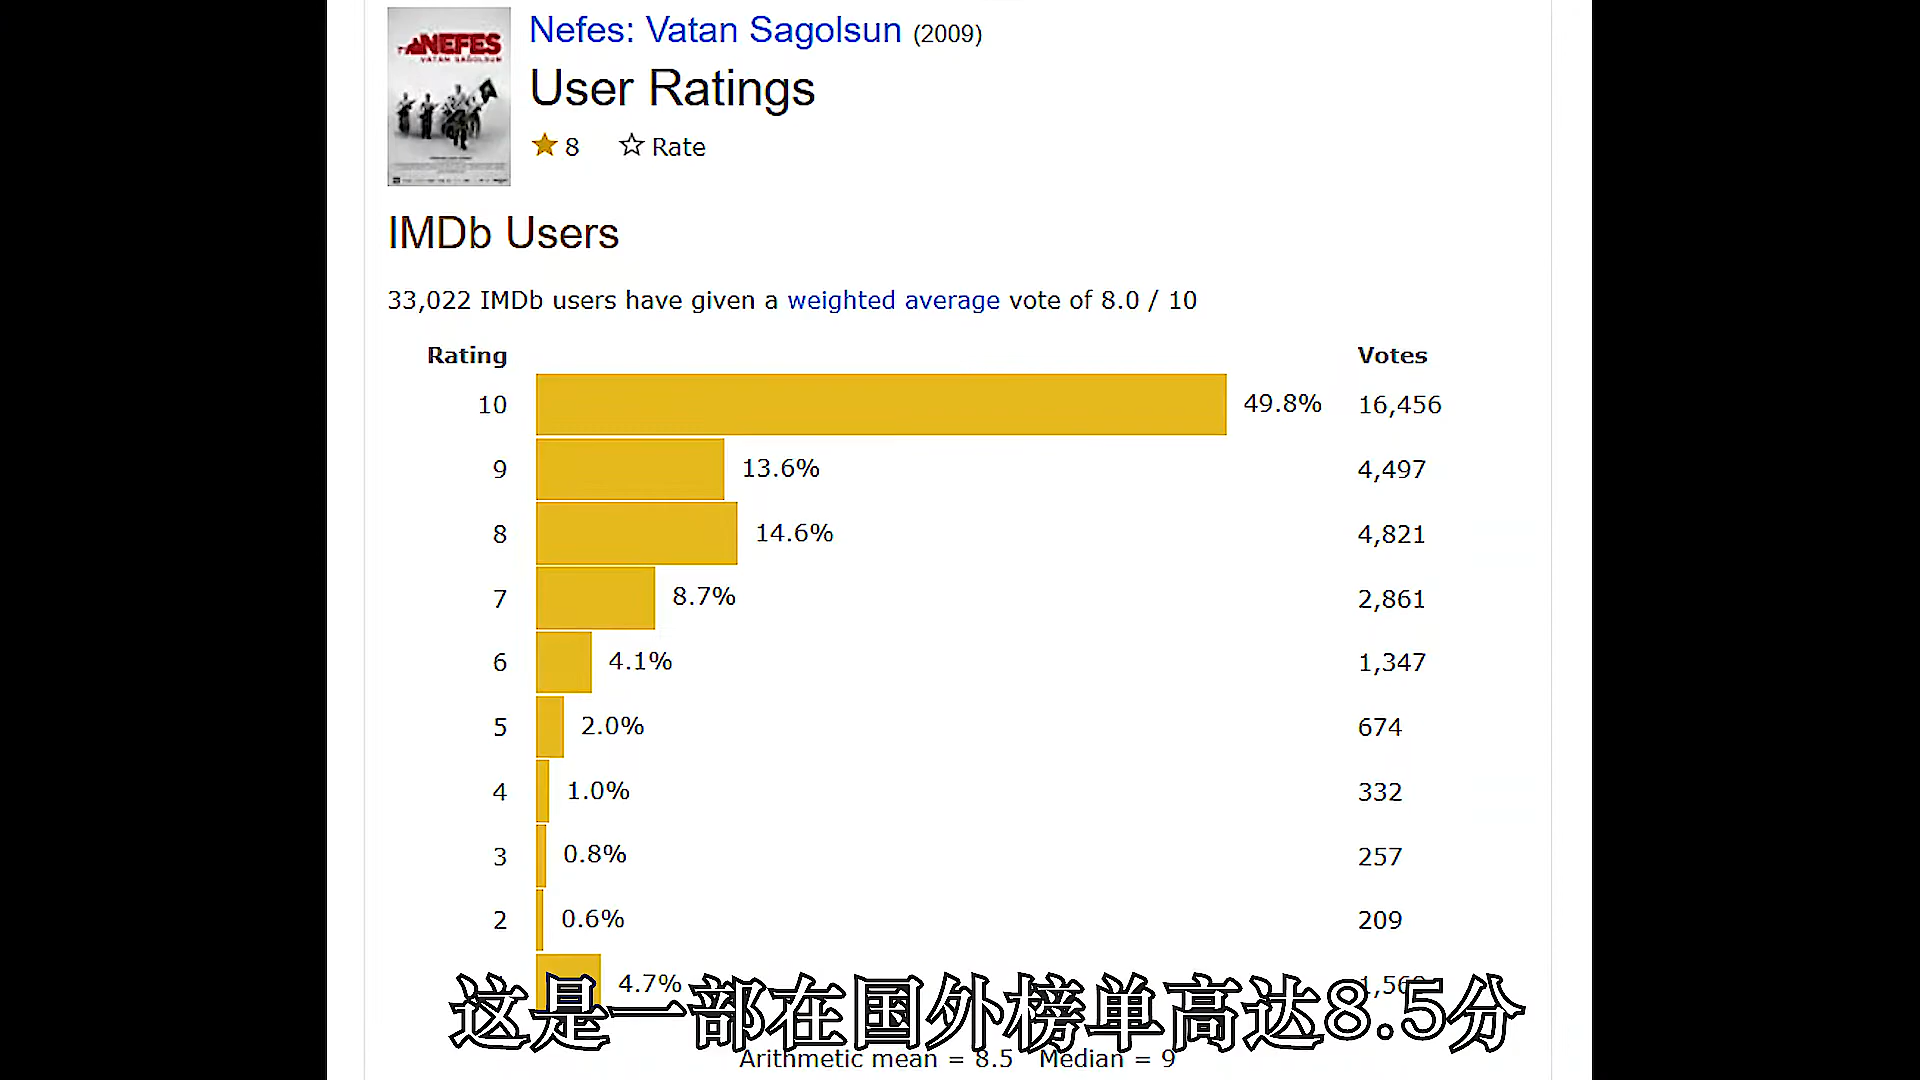 NEFES
VATAN SAĞOLSUN
Nefes: Vatan Sagolsun (2009)
User Ratings
8 Rate
IMDb Users
33,022 IMDb users have given a weighted average vote of 8.0 / 10
Rating Votes
10 49.8% 16,456
9 13.6% 4,497
8 14.6% 4,821
7 8.7% 2,861
6 4.1% 1,347
5 2.0% 674
4 1.0% 332
3 0.8% 257
2 0.6% 209
4.7%
这是一部在国外榜单高达8.5分
Arithmetic mean = 8.5 Median = 9